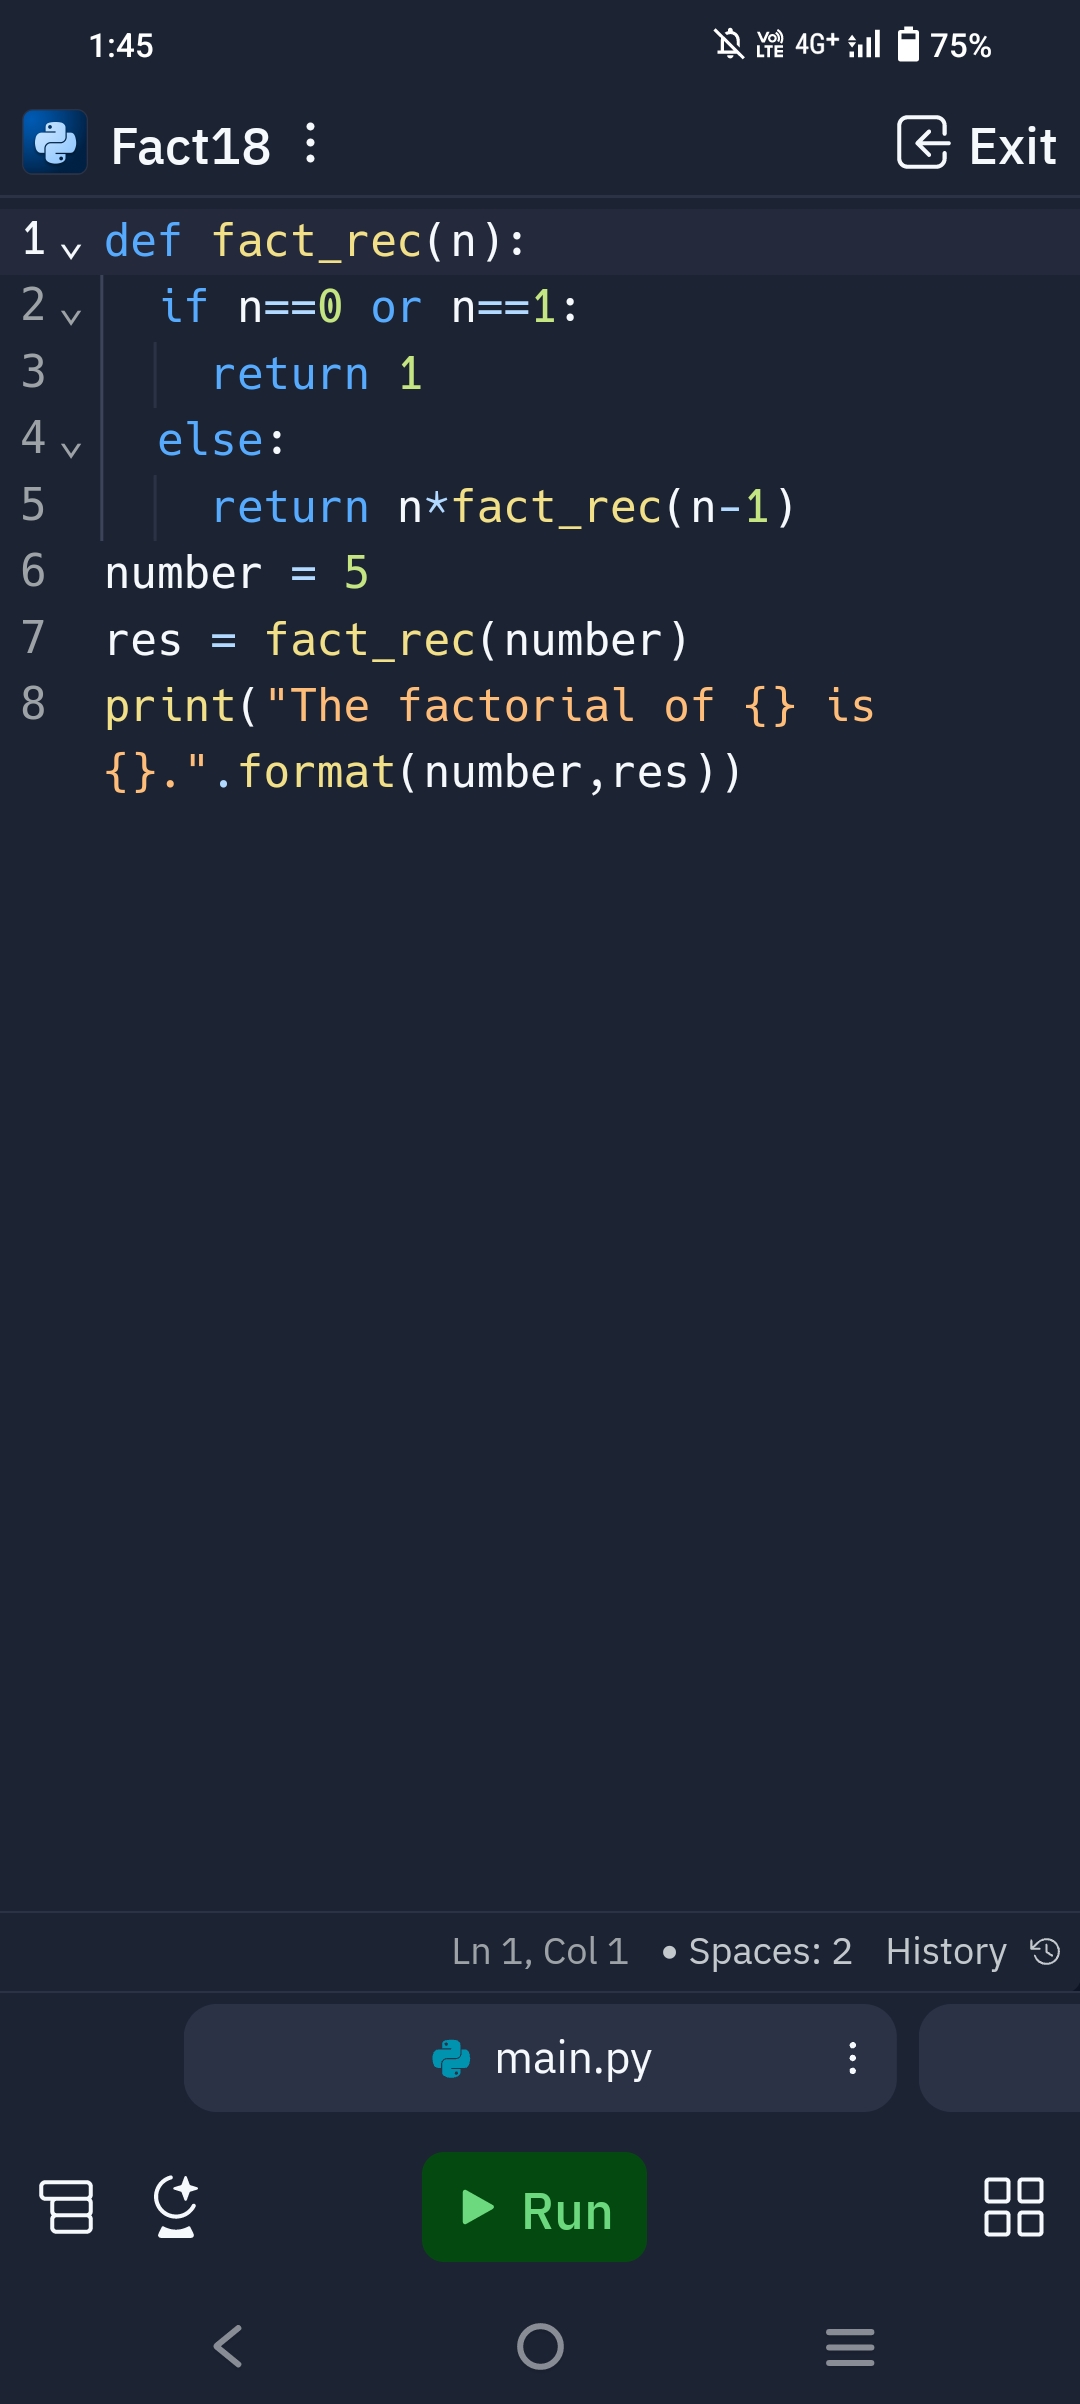 1:45 Vo)) LTE 4G+ 75%
Fact18 Exit
1 def fact_rec(n):
2 if n==0 or n==1:
3 return 1
4 else:
5 return n*fact_rec(n-1)
6 number = 5
7 res = fact_rec(number)
8 print("The factorial of {} is
{}.".format(number,res))
Ln 1, Col 1 • Spaces: 2 History
main.py
Run